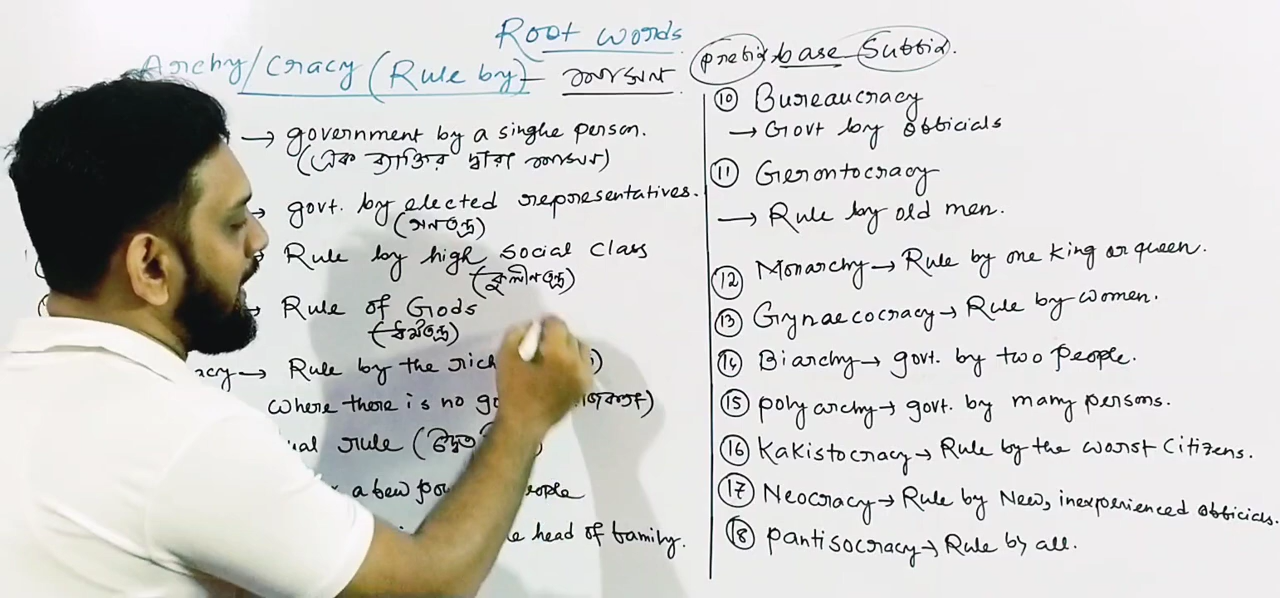 Root words
Archy/cracy (Rule by) - শাসন
prefix base suffix.
→ government by a single person.
(এক ব্যক্তির দ্বারা শাসন)
govt. by elected representatives.
(গনতন্ত্র)
Rule by high social class
(কুলীনতন্ত্র)
Rule of Gods
(ধর্মতন্ত্র)
acy → Rule by the rich
where there is no
rule
a few people
head of family.
(10) Bureaucracy
→ Govt by officials
(11) Gerontocracy
→ Rule by old men.
(12) Monarchy → Rule by one king or queen.
(13) Gynaecocracy → Rule by women.
(14) Biarchy → govt. by two people.
(15) polyarchy → govt. by many persons.
(16) Kakistocracy → Rule by the worst citizens.
(17) Neocracy → Rule by New, inexperienced officials.
(18) pantisocracy → Rule by all.